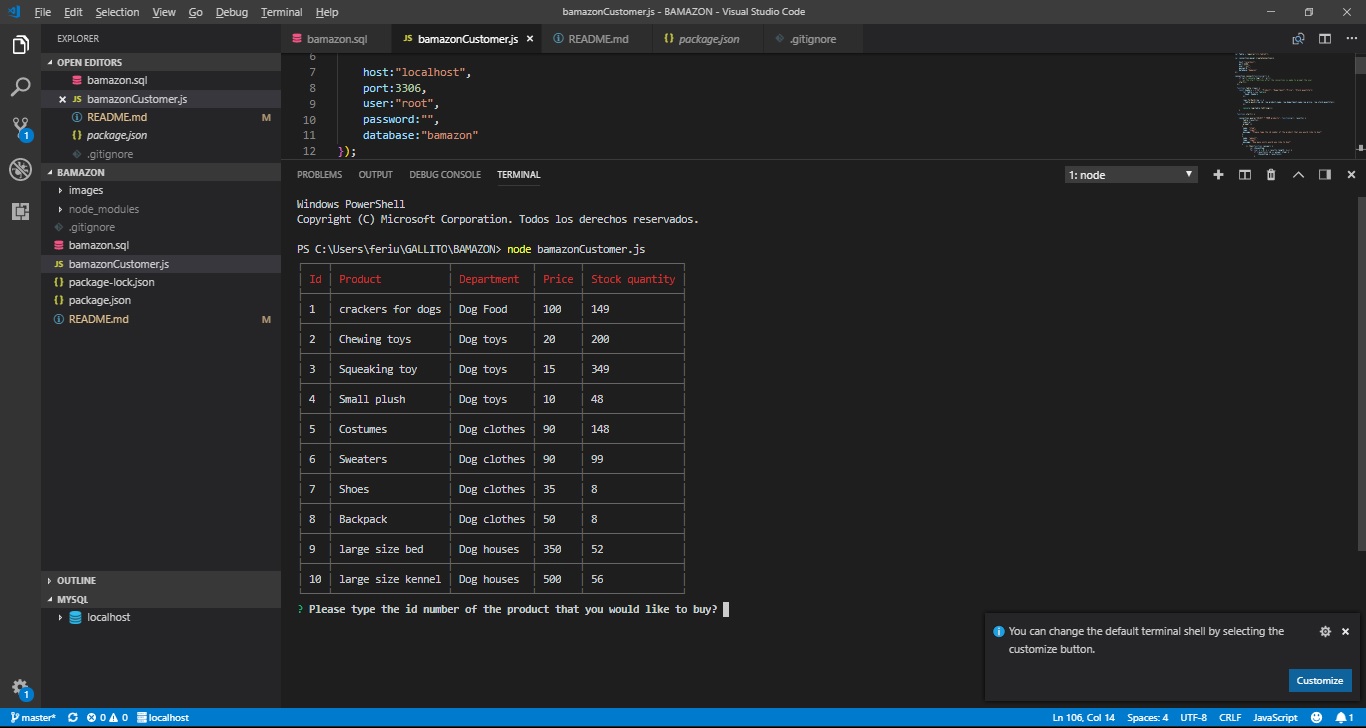 File Edit Selection View Go Debug Terminal Help
bamazonCustomer.js - BAMAZON - Visual Studio Code
EXPLORER
OPEN EDITORS
bamazon.sql
JS bamazonCustomer.js
README.md M
{} package.json
.gitignore
BAMAZON
images
node_modules
.gitignore
bamazon.sql
JS bamazonCustomer.js
{} package-lock.json
{} package.json
README.md M
OUTLINE
MYSQL
localhost
1
1
bamazon.sql
JS bamazonCustomer.js
README.md
{} package.json
.gitignore
6
7 host:"localhost",
8 port:3306,
9 user:"root",
10 password:"",
11 database:"bamazon"
12 });
PROBLEMS OUTPUT DEBUG CONSOLE TERMINAL
1: node
Windows PowerShell
Copyright (C) Microsoft Corporation. Todos los derechos reservados.
PS C:\Users\feriu\GALLITO\BAMAZON> node bamazonCustomer.js
Id Product Department Price Stock quantity
1 crackers for dogs Dog Food 100 149
2 Chewing toys Dog toys 20 200
3 Squeaking toy Dog toys 15 349
4 Small plush Dog toys 10 48
5 Costumes Dog clothes 90 148
6 Sweaters Dog clothes 90 99
7 Shoes Dog clothes 35 8
8 Backpack Dog clothes 50 8
9 large size bed Dog houses 350 52
10 large size kennel Dog houses 500 56
? Please type the id number of the product that you would like to buy?
You can change the default terminal shell by selecting the
customize button.
Customize
master* 0 0 localhost
Ln 106, Col 14 Spaces: 4 UTF-8 CRLF JavaScript 1